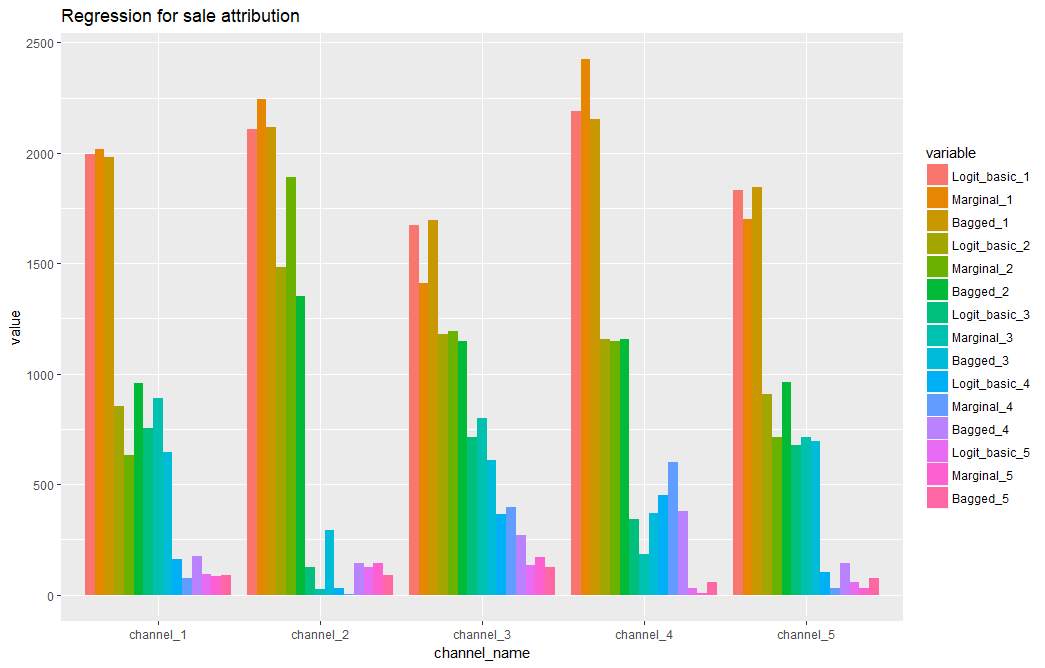 Regression for sale attribution
2500
2000
1500
1000
500
0
value
channel_1 channel_2 channel_3 channel_4 channel_5
channel_name
variable
Logit_basic_1
Marginal_1
Bagged_1
Logit_basic_2
Marginal_2
Bagged_2
Logit_basic_3
Marginal_3
Bagged_3
Logit_basic_4
Marginal_4
Bagged_4
Logit_basic_5
Marginal_5
Bagged_5